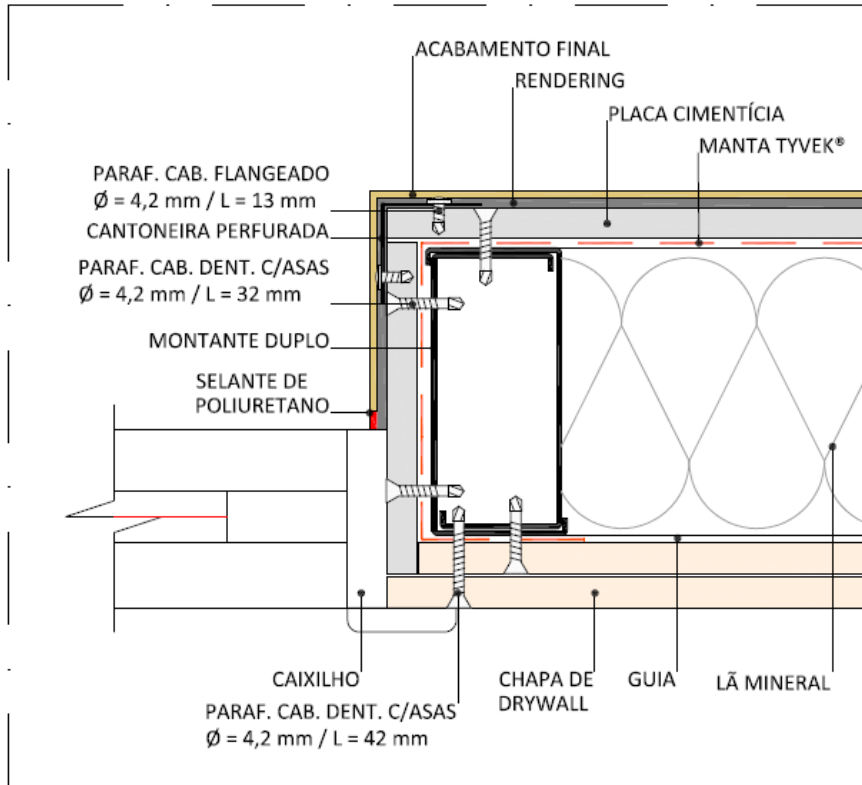 ACABAMENTO FINAL
RENDERING
PLACA CIMENTÍCIA
MANTA TYVEK®
PARAF. CAB. FLANGEADO
Ø = 4,2 mm / L = 13 mm
CANTONEIRA PERFURADA
PARAF. CAB. DENT. C/ASAS
Ø = 4,2 mm / L = 32 mm
MONTANTE DUPLO
SELANTE DE
POLIURETANO
CAIXILHO
CHAPA DE
DRYWALL
GUIA
LÃ MINERAL
PARAF. CAB. DENT. C/ASAS
Ø = 4,2 mm / L = 42 mm